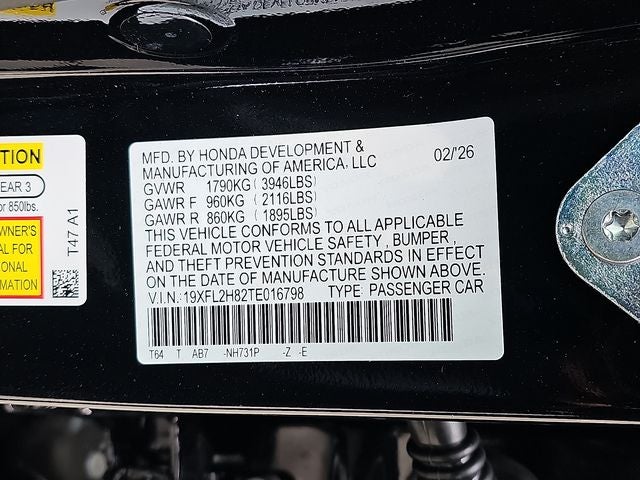 TION
EAR 3
or 850lbs.
WNER'S
AL FOR
ONAL
MATION
T47 A1
MFD. BY HONDA DEVELOPMENT &
MANUFACTURING OF AMERICA, LLC 02/'26
GVWR 1790KG ( 3946LBS)
GAWR F 960KG ( 2116LBS)
GAWR R 860KG ( 1895LBS)
THIS VEHICLE CONFORMS TO ALL APPLICABLE
FEDERAL MOTOR VEHICLE SAFETY , BUMPER ,
AND THEFT PREVENTION STANDARDS IN EFFECT
ON THE DATE OF MANUFACTURE SHOWN ABOVE.
V.I.N.:19XFL2H82TE016798 TYPE: PASSENGER CAR
T64 T AB7 -NH731P -Z -E